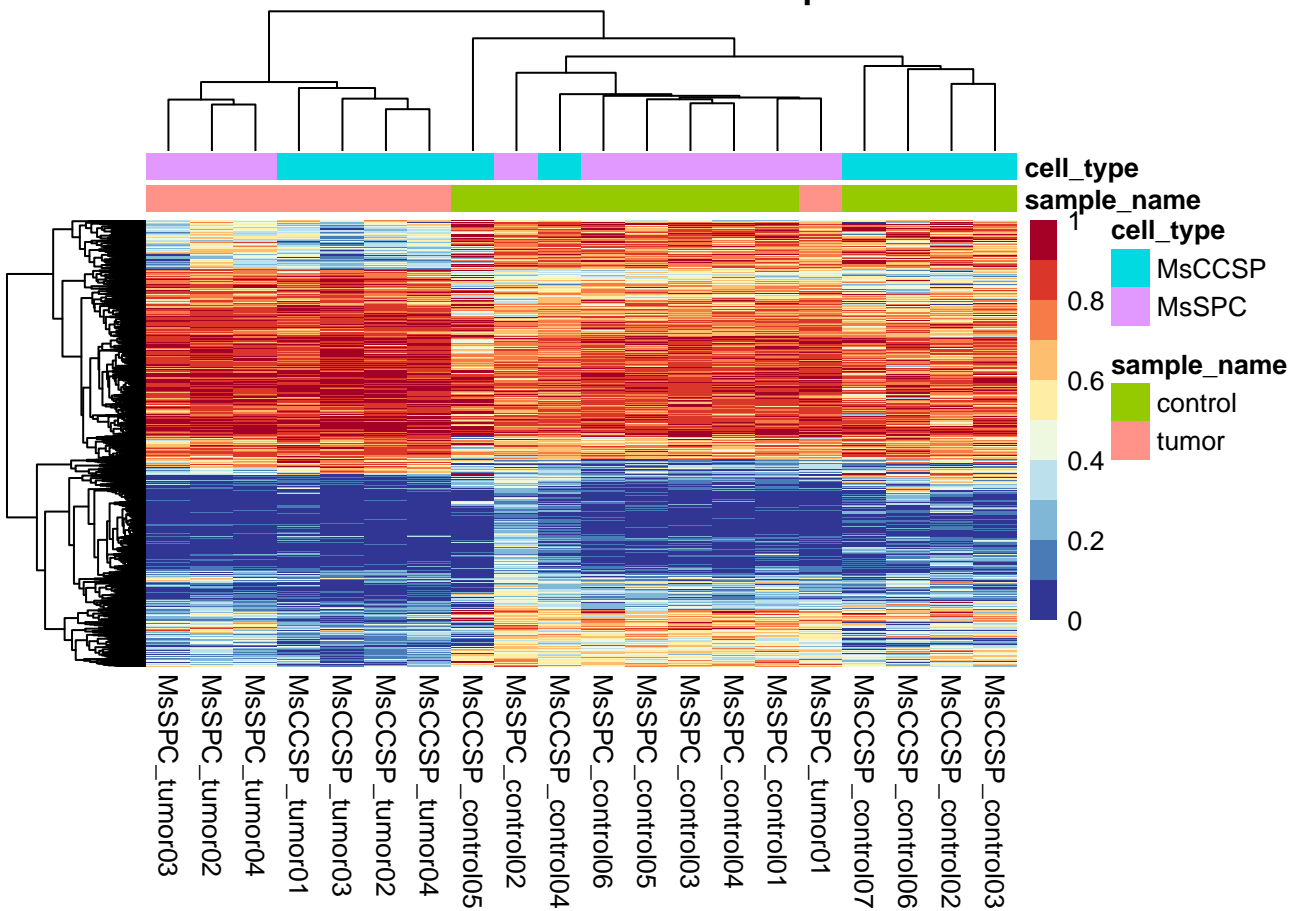 cell_type
sample_name
1
0.8
0.6
0.4
0.2
0
cell_type
MsCCSP
MsSPC
sample_name
control
tumor
MsSPC_tumor03
MsSPC_tumor02
MsSPC_tumor04
MsCCSP_tumor01
MsCCSP_tumor03
MsCCSP_tumor02
MsCCSP_tumor04
MsCCSP_control05
MsSPC_control02
MsCCSP_control04
MsSPC_control06
MsSPC_control05
MsSPC_control03
MsSPC_control04
MsSPC_control01
MsSPC_tumor01
MsCCSP_control07
MsCCSP_control06
MsCCSP_control02
MsCCSP_control03